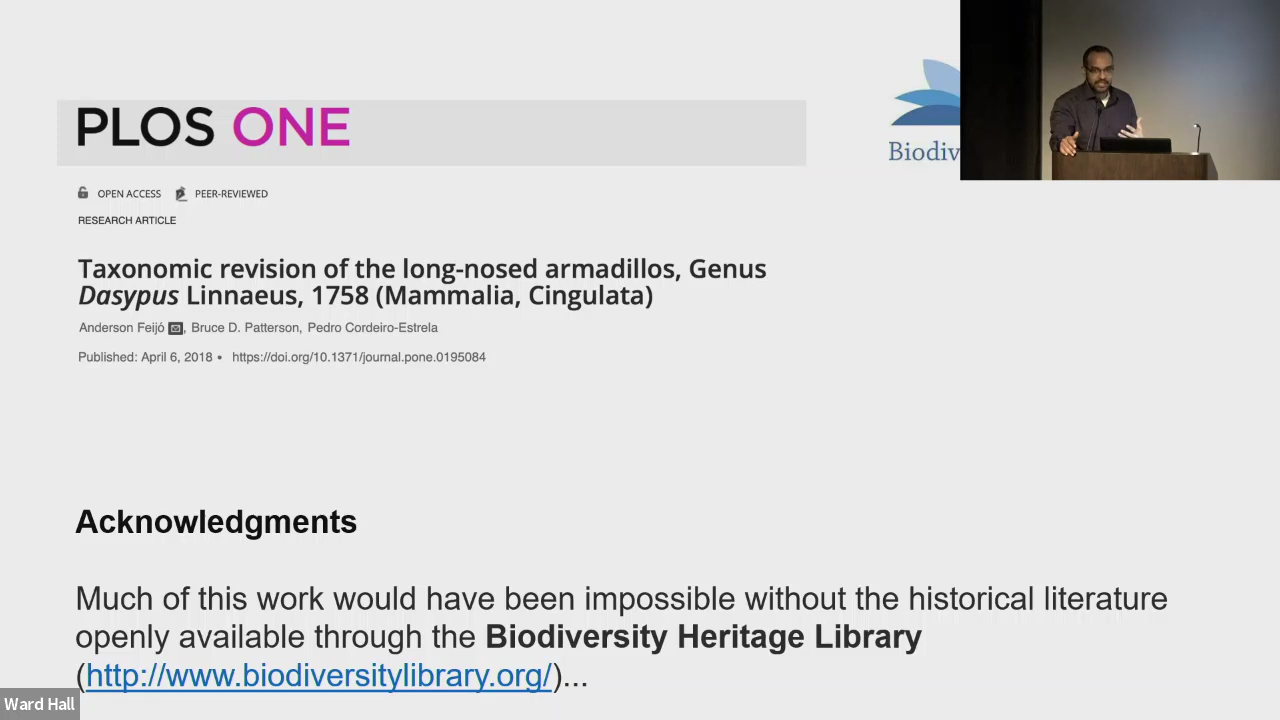 PLOS ONE
Biodiv
OPEN ACCESS PEER-REVIEWED
RESEARCH ARTICLE
Taxonomic revision of the long-nosed armadillos, Genus
Dasypus Linnaeus, 1758 (Mammalia, Cingulata)
Anderson Feijó , Bruce D. Patterson, Pedro Cordeiro-Estrela
Published: April 6, 2018 • https://doi.org/10.1371/journal.pone.0195084
Acknowledgments
Much of this work would have been impossible without the historical literature
openly available through the Biodiversity Heritage Library
(http://www.biodiversitylibrary.org/)...
Ward Hall